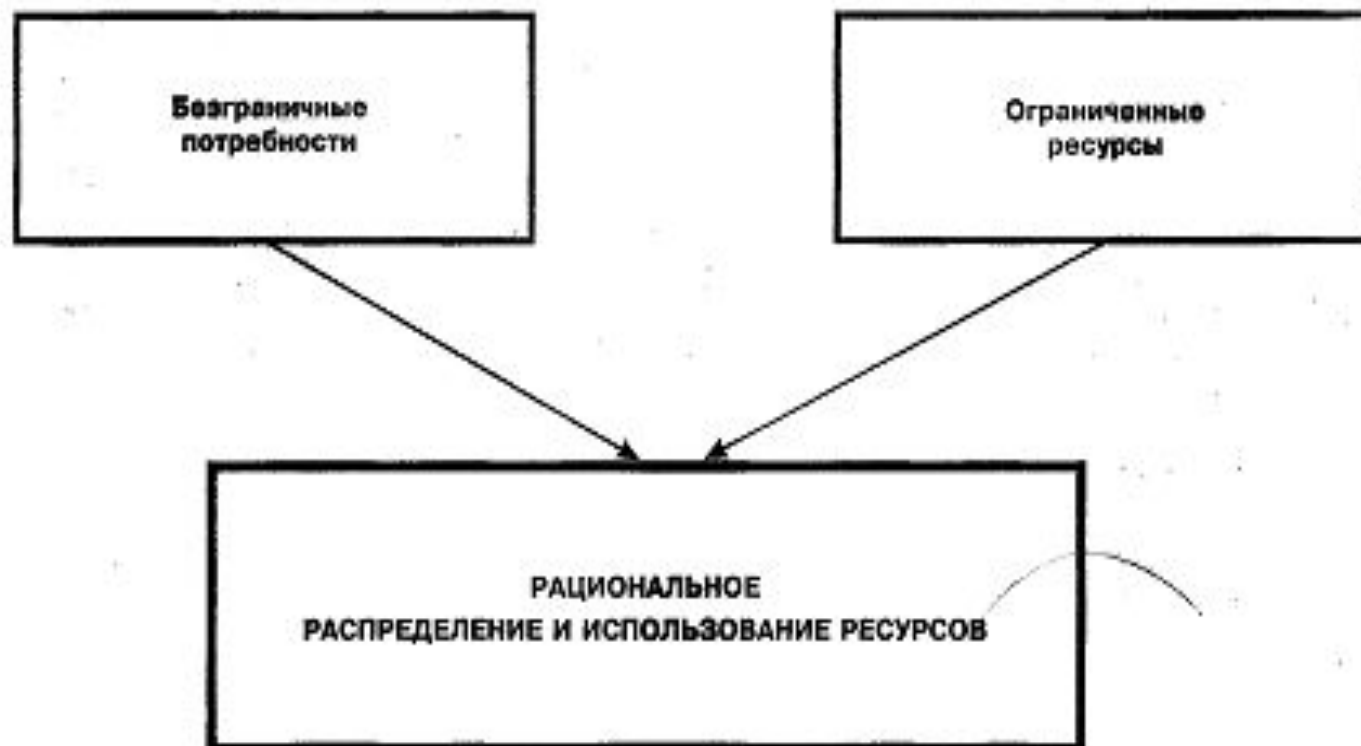 Безграничные
потребности
Ограниченные
ресурсы
РАЦИОНАЛЬНОЕ
РАСПРЕДЕЛЕНИЕ И ИСПОЛЬЗОВАНИЕ РЕСУРСОВ